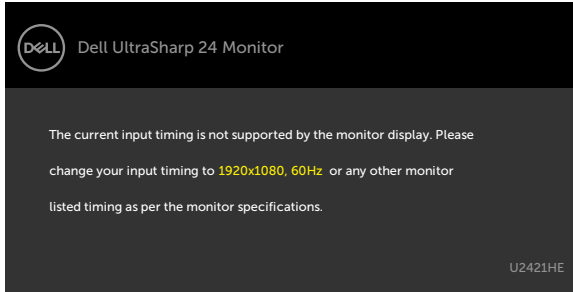 DELL
Dell UltraSharp 24 Monitor
The current input timing is not supported by the monitor display. Please
change your input timing to 1920x1080, 60Hz or any other monitor
listed timing as per the monitor specifications.
U2421HE